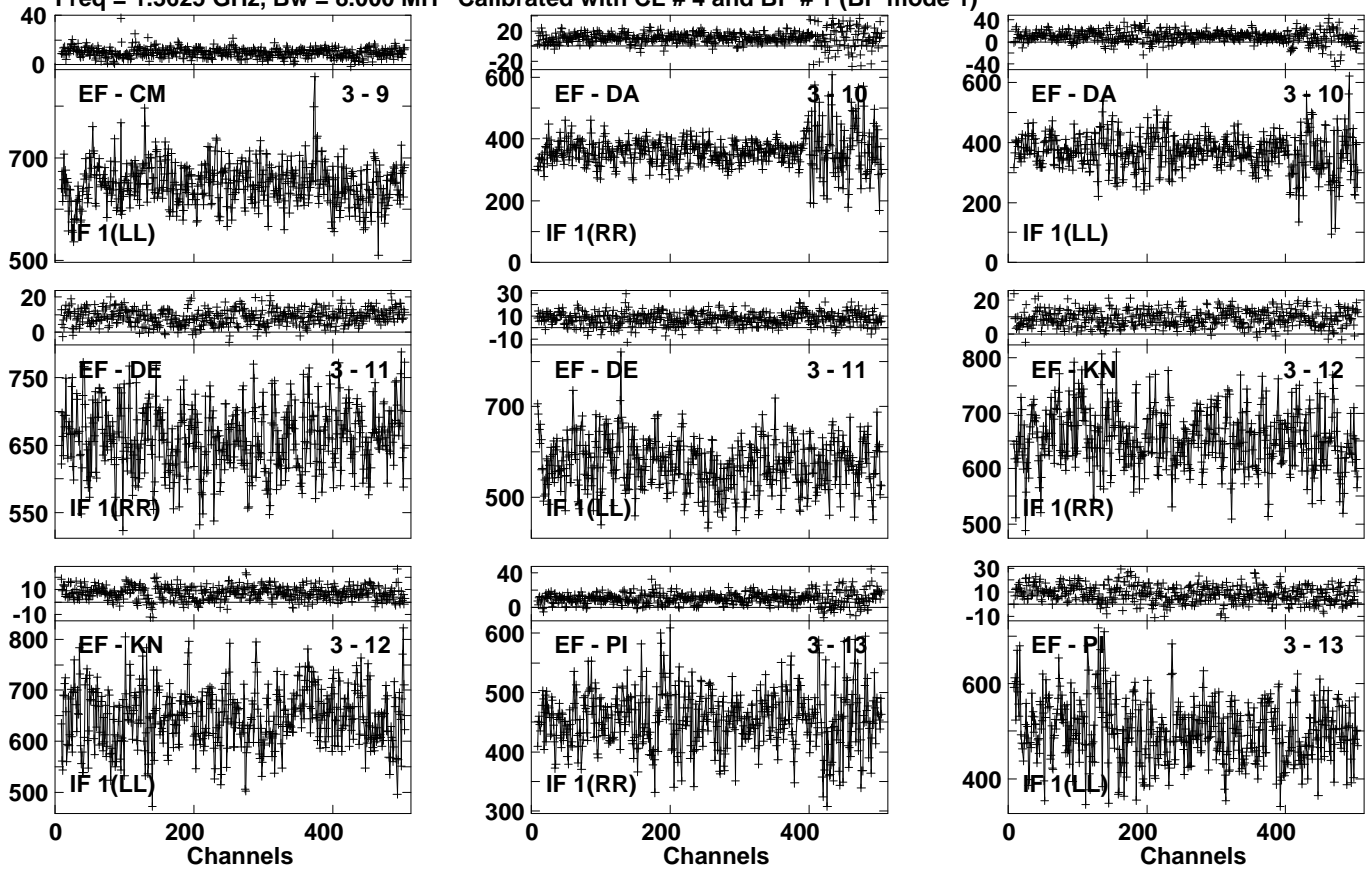 GHz, Bw = 8.000 MH Calibrated with CL # 4 and BP # 1 (BP mode 1)
40
0
EF - CM 3 - 9
700
500
IF 1(LL)
20
-20
600
400
200
0
EF - DA 3 - 10
IF 1(RR)
40
0
-40
600
400
200
0
EF - DA 3 - 10
IF 1(LL)
20
0
750
650
550
EF - DE 3 - 11
IF 1(RR)
30
10
-10
700
500
EF - DE 3 - 11
IF 1(LL)
20
0
800
700
600
500
EF - KN 3 - 12
IF 1(RR)
10
-10
800
700
600
500
EF - KN 3 - 12
IF 1(LL)
0 200 400
Channels
40
0
600
500
400
300
EF - PI 3 - 13
IF 1(RR)
0 200 400
Channels
30
10
-10
600
400
EF - PI 3 - 13
IF 1(LL)
0 200 400
Channels